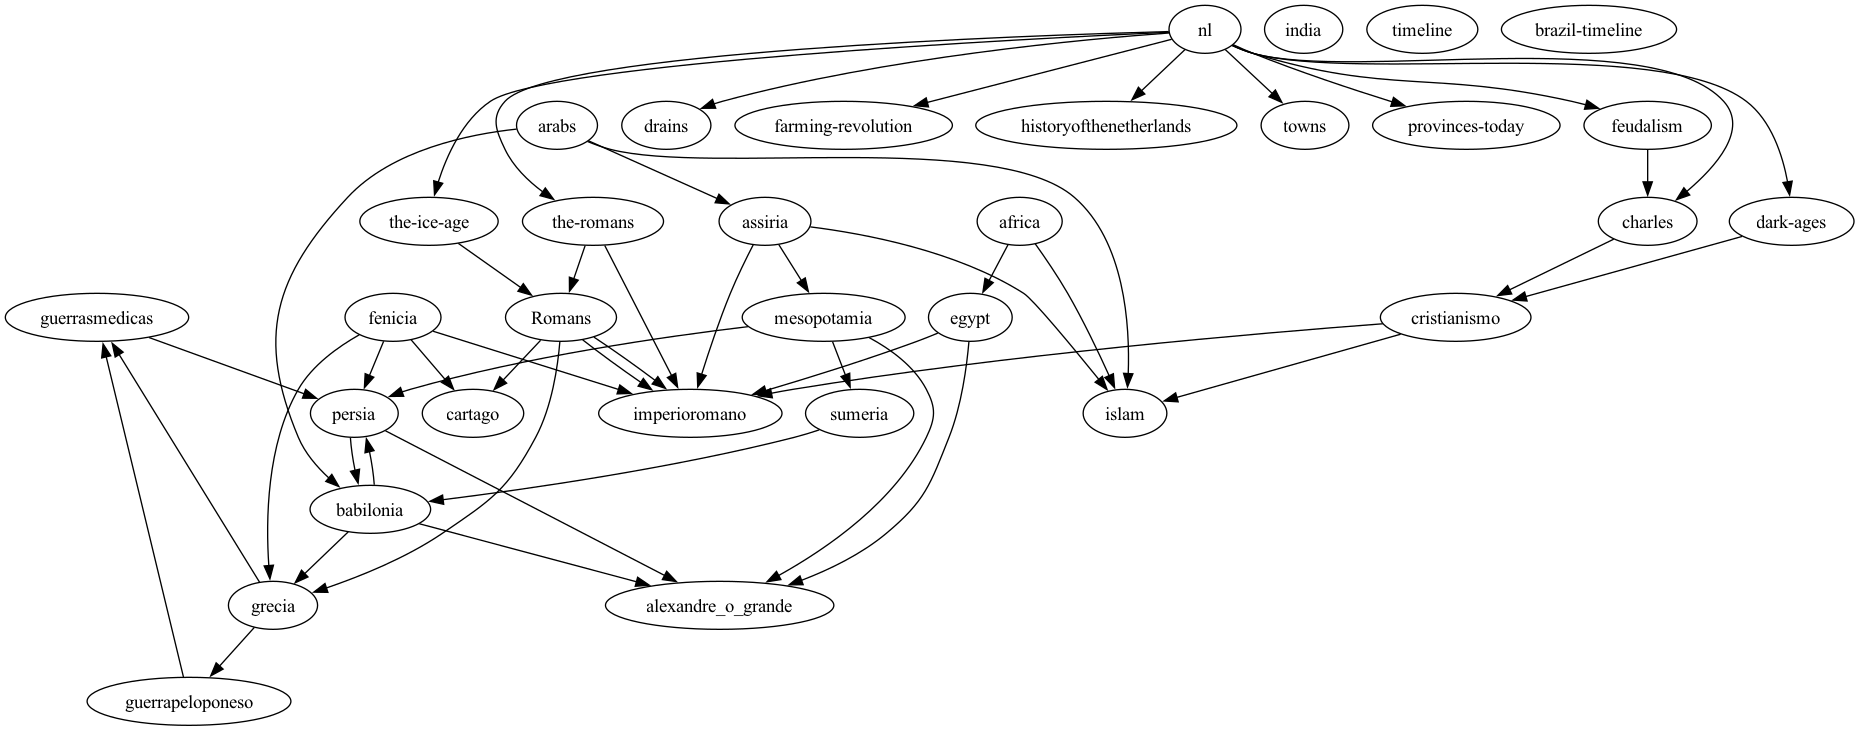 nl
india
timeline
brazil-timeline
arabs
drains
farming-revolution
historyofthenetherlands
towns
provinces-today
feudalism
the-ice-age
the-romans
assiria
africa
charles
dark-ages
guerrasmedicas
fenicia
Romans
mesopotamia
egypt
cristianismo
persia
cartago
imperioromano
sumeria
islam
babilonia
grecia
alexandre_o_grande
guerrapeloponeso